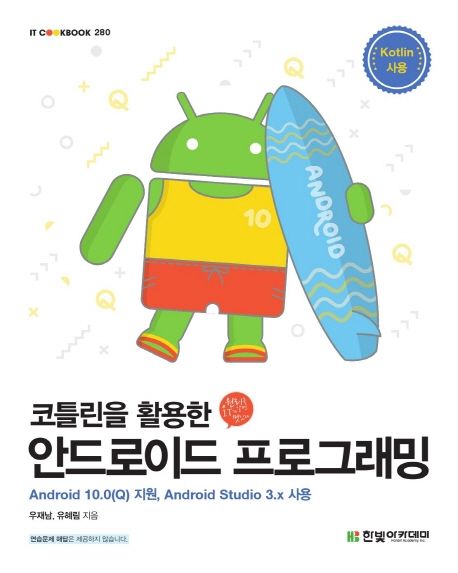 IT COOKBOOK 280
Kotlin
사용
ANDROID
10
코틀린을 활용한
안드로이드 프로그래밍
Android 10.0(Q) 지원, Android Studio 3.x 사용
우재남, 유혜림 지음
연습문제 해답은 제공하지 않습니다.
한빛아카데미
Hanbit Academy, Inc.